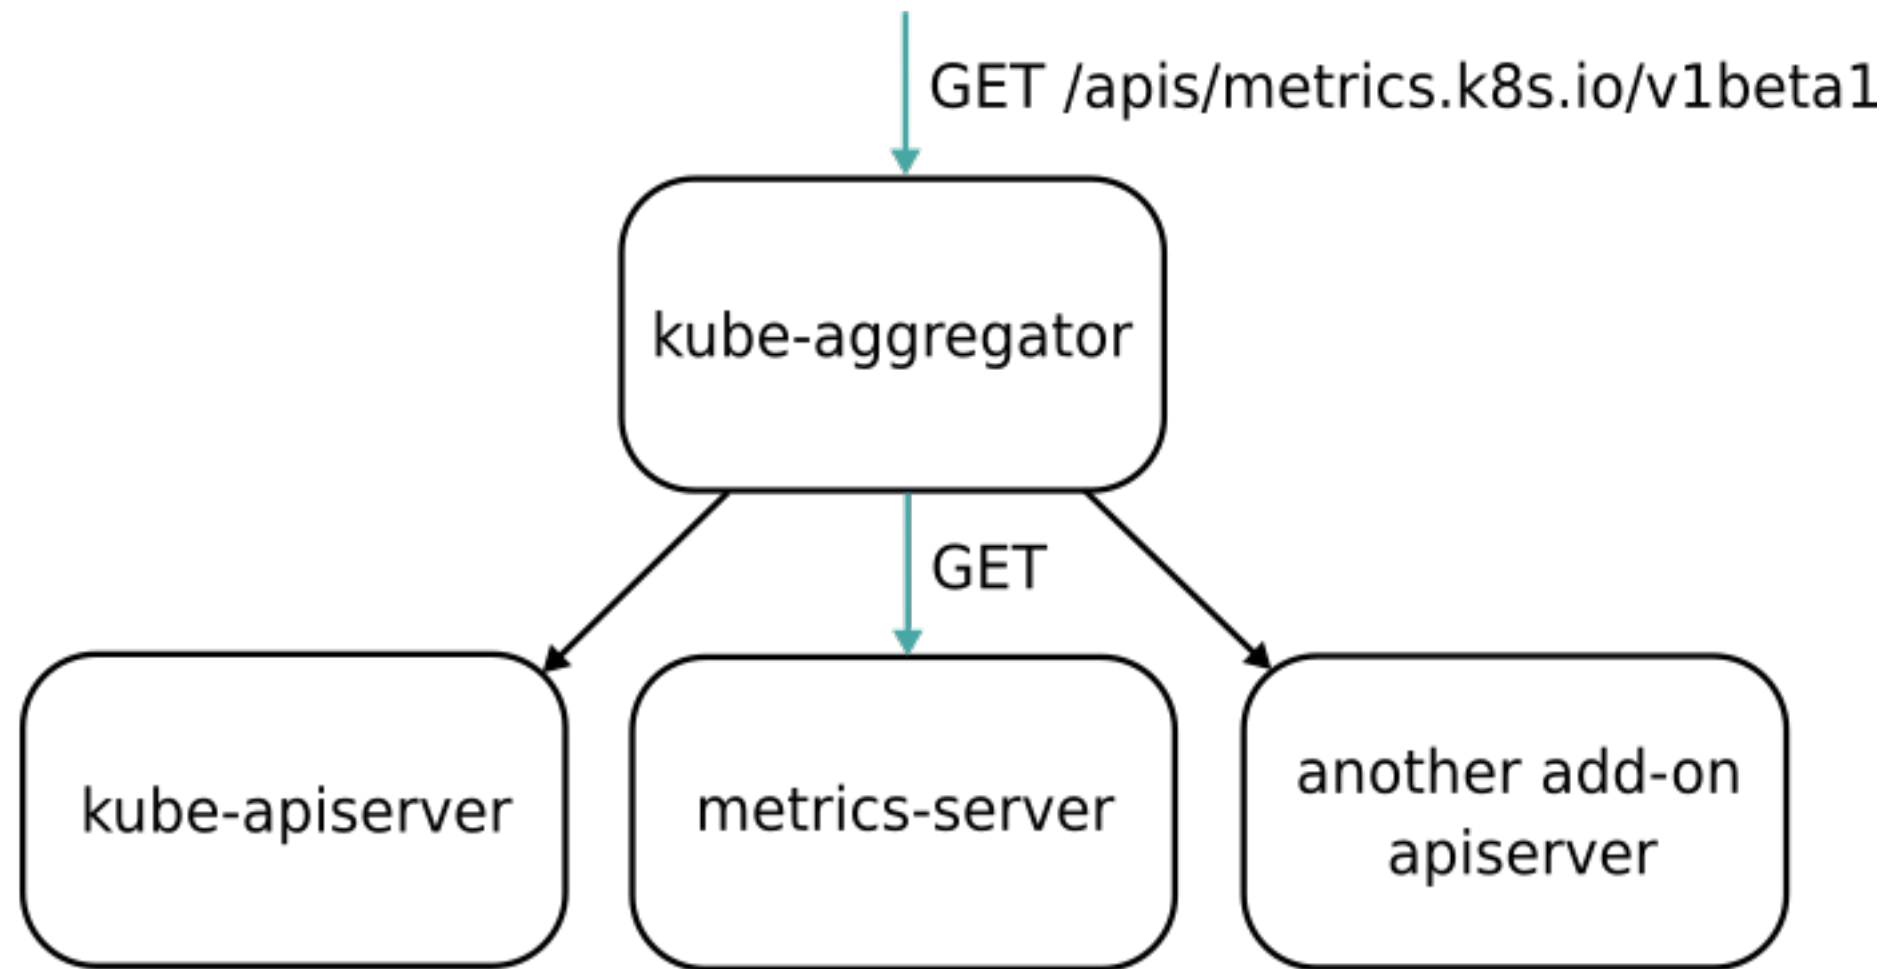 GET /apis/metrics.k8s.io/v1beta1
kube-aggregator
GET
kube-apiserver
metrics-server
another add-on
apiserver